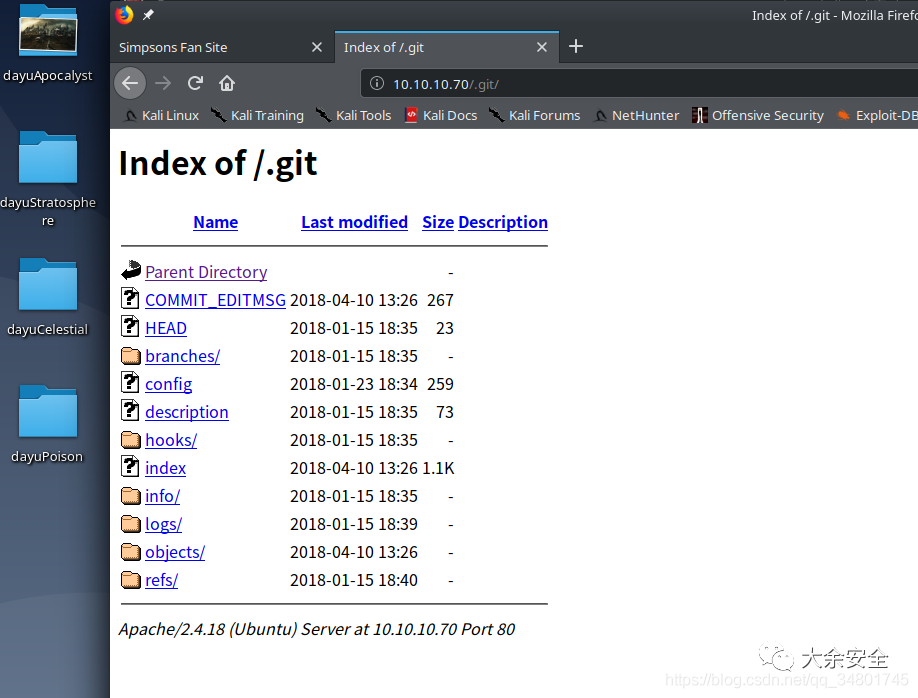 dayuApocalyst
dayuStratosphe
re
dayuCelestial
dayuPoison
Index of /.git - Mozilla Firefo
Simpsons Fan Site
Index of /.git
10.10.10.70/.git/
Kali Linux Kali Training Kali Tools Kali Docs Kali Forums NetHunter Offensive Security Exploit-DB
Index of /.git
Name Last modified Size Description
Parent Directory -
COMMIT_EDITMSG 2018-04-10 13:26 267
HEAD 2018-01-15 18:35 23
branches/ 2018-01-15 18:35 -
config 2018-01-23 18:34 259
description 2018-01-15 18:35 73
hooks/ 2018-01-15 18:35 -
index 2018-04-10 13:26 1.1K
info/ 2018-01-15 18:35 -
logs/ 2018-01-15 18:39 -
objects/ 2018-04-10 13:26 -
refs/ 2018-01-15 18:40 -
Apache/2.4.18 (Ubuntu) Server at 10.10.10.70 Port 80
大余安全
https://blog.csdn.net/qq_34801745